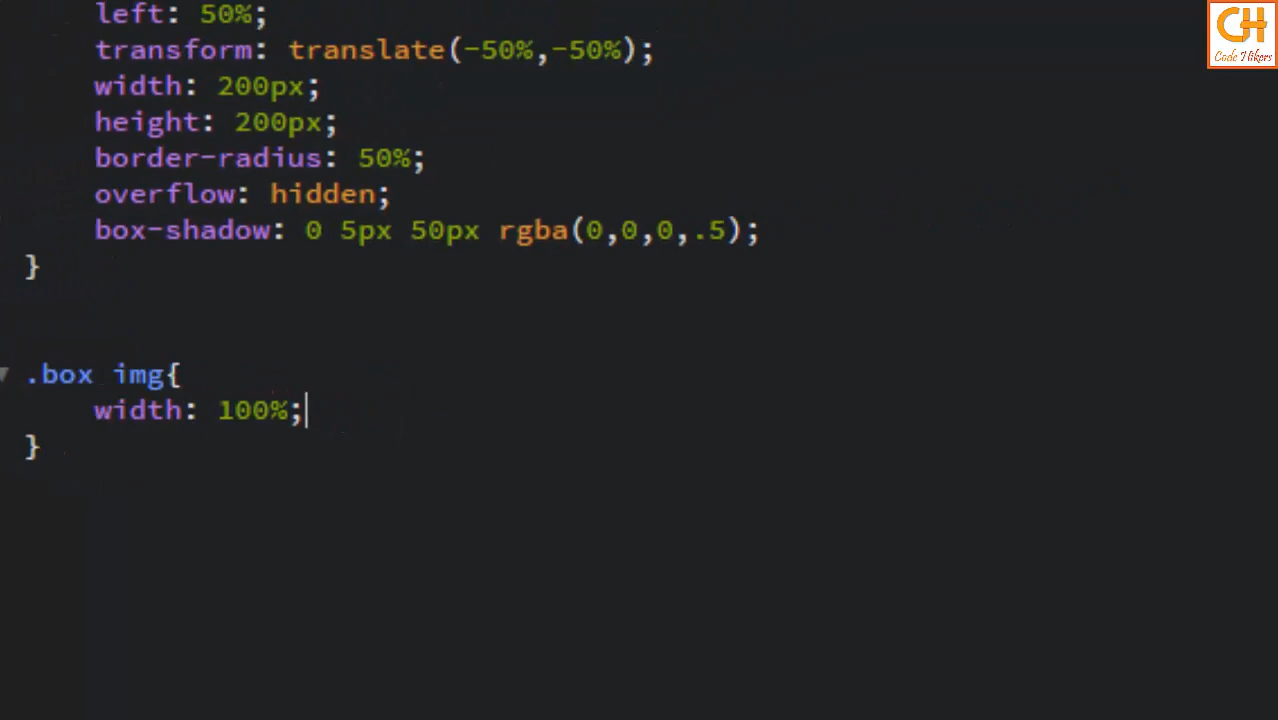 left: 50%;
transform: translate(-50%,-50%);
width: 200px;
height: 200px;
border-radius: 50%;
overflow: hidden;
box-shadow: 0 5px 50px rgba(0,0,0,.5);
}
.box img{
width: 100%;
}
CH
Code Hikers